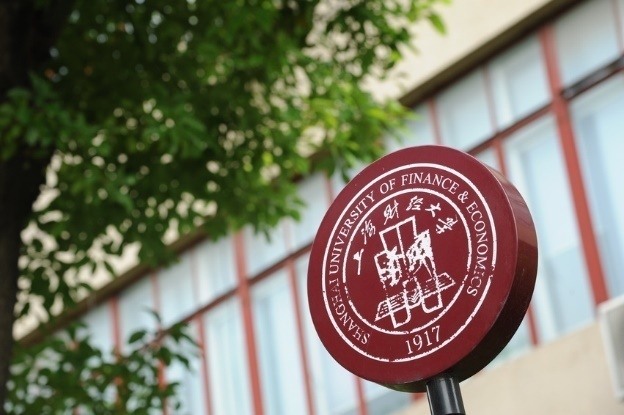 SHANGHAI UNIVERSITY OF FINANCE & ECONOMICS
上海财经大学
1917